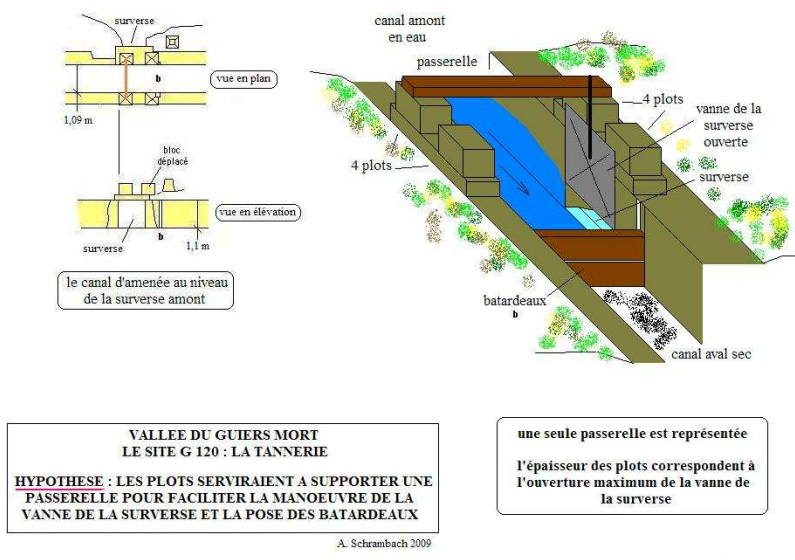 surverse
b
vue en plan
1,09 m
bloc
déplacé
vue en élévation
surverse
b
1,1 m
le canal d'amenée au niveau
de la surverse amont
canal amont
en eau
passerelle
4 plots
vanne de la
surverse
ouverte
4 plots
surverse
batardeaux
b
canal aval sec
VALLEE DU GUIERS MORT
LE SITE G 120 : LA TANNERIE
HYPOTHESE : LES PLOTS SERVIRAIENT A SUPPORTER UNE
PASSERELLE POUR FACILITER LA MANOEUVRE DE LA
VANNE DE LA SURVERSE ET LA POSE DES BATARDEAUX
A. Schrambach 2009
une seule passerelle est représentée
l'épaisseur des plots correspondent à
l'ouverture maximum de la vanne de
la surverse